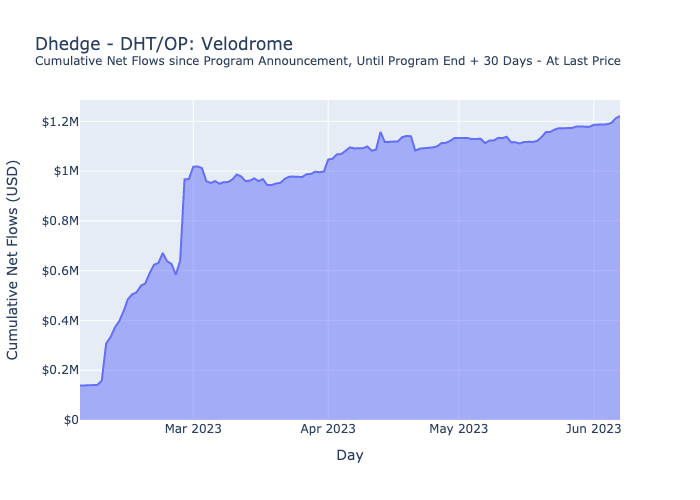 Dhedge - DHT/OP: Velodrome
Cumulative Net Flows since Program Announcement, Until Program End + 30 Days - At Last Price
Cumulative Net Flows (USD)
$1.2M
$1M
$0.8M
$0.6M
$0.4M
$0.2M
$0
Mar 2023 Apr 2023 May 2023 Jun 2023
Day